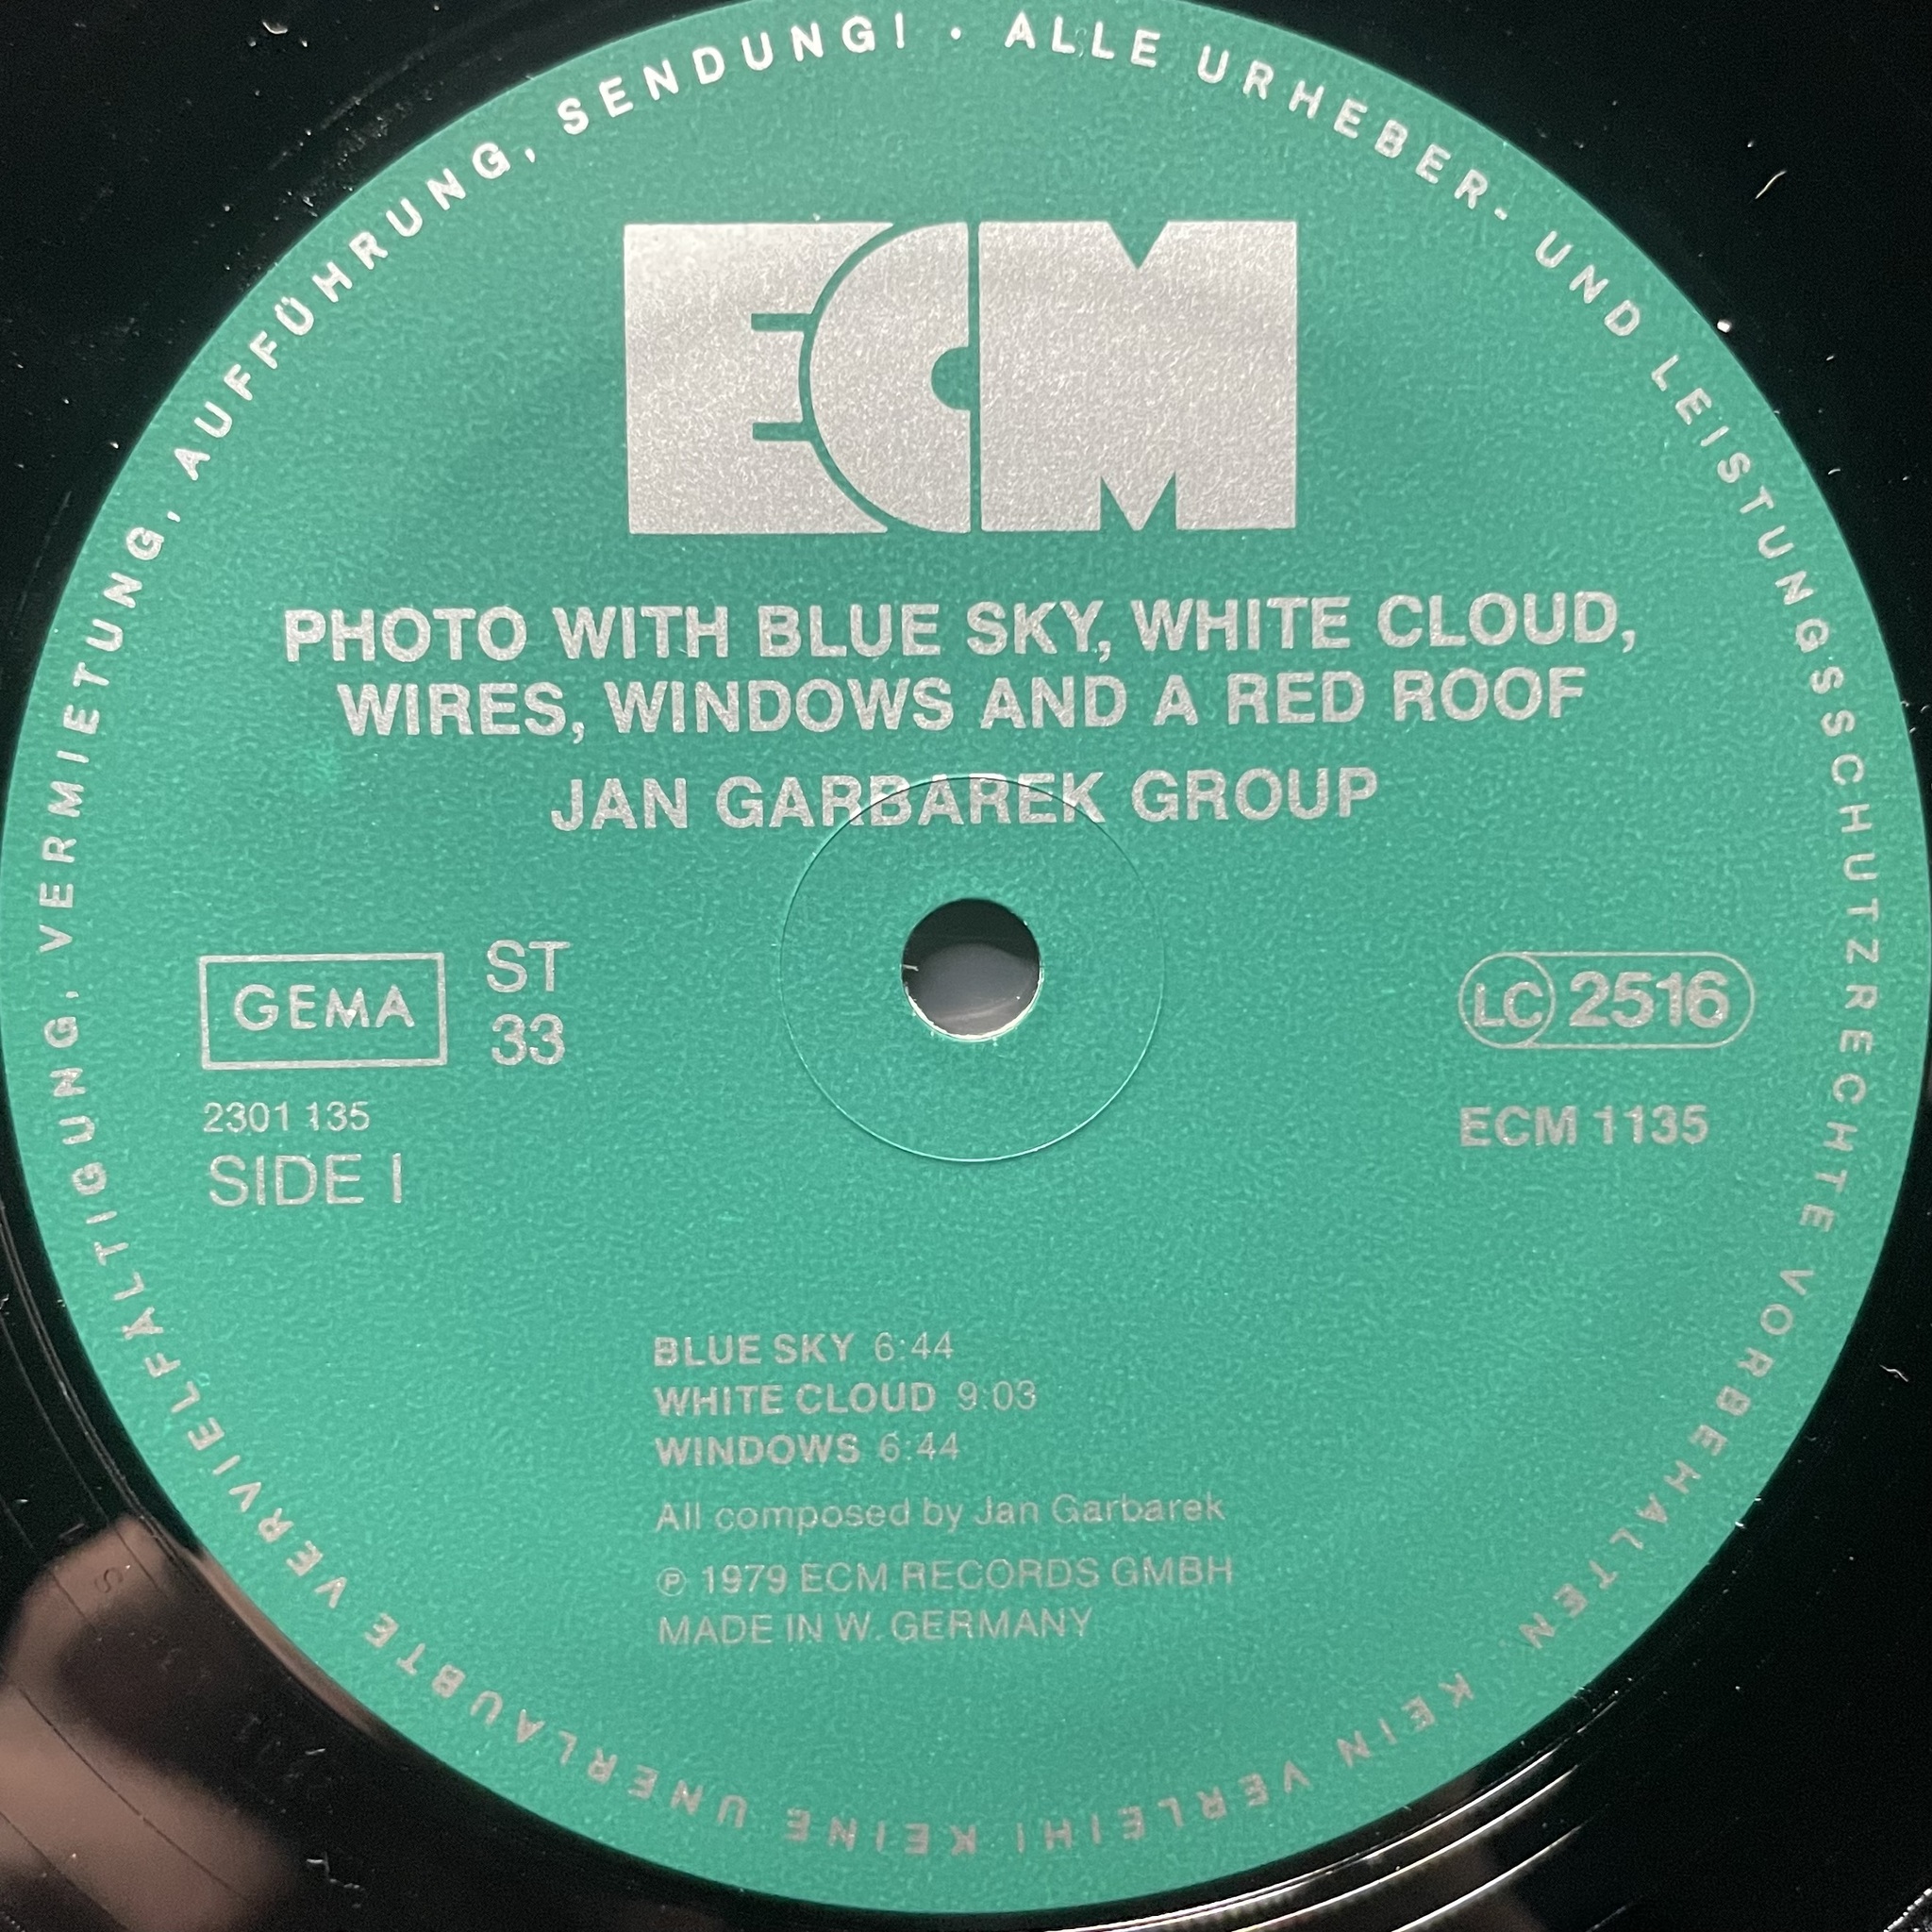 ALLE URHEBER- UND LEISTUNGSSCHUTZRECHTE VORBEHALTEN. KEIN VERLEIH! KEINE UNERLAUBTE VERVIELFÄLTIGUNG, VERMIETUNG, AUFFÜHRUNG, SENDUNG! •
ECM
PHOTO WITH BLUE SKY, WHITE CLOUD,
WIRES, WINDOWS AND A RED ROOF
JAN GARBAREK GROUP
GEMA
ST
33
LC 2516
2301 135
ECM 1135
SIDE I
BLUE SKY 6:44
WHITE CLOUD 9:03
WINDOWS 6:44
All composed by Jan Garbarek
℗ 1979 ECM RECORDS GMBH
MADE IN W. GERMANY